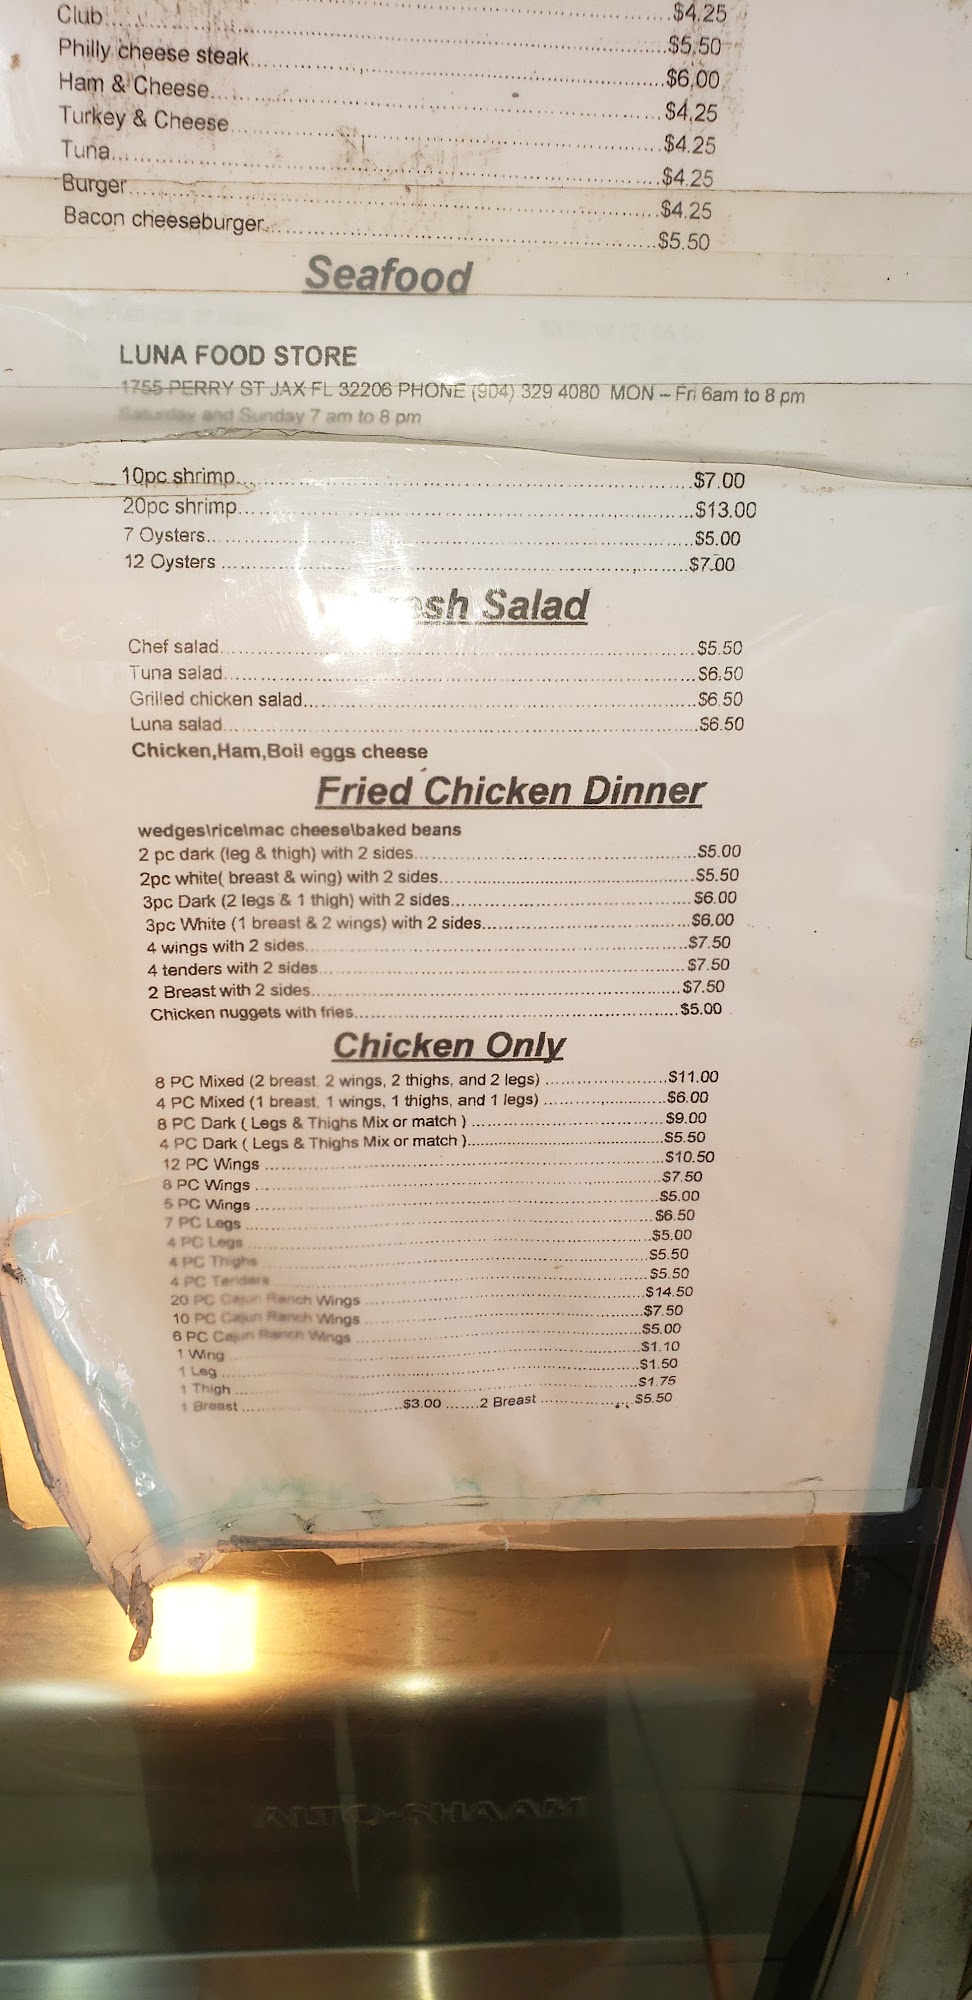 $4.25
Club........$5.50
Philly cheese steak........$6.00
Ham & Cheese........$4.25
Turkey & Cheese........$4.25
Tuna........$4.25
Burger........$4.25
Bacon cheeseburger........$5.50
Seafood
LUNA FOOD STORE
1755 PERRY ST JAX FL 32206 PHONE (904) 329 4080 MON – Fri 6am to 8 pm
Saturday and Sunday 7 am to 8 pm
10pc shrimp........$7.00
20pc shrimp........$13.00
7 Oysters........$5.00
12 Oysters ........$7.00
Salad
Chef salad........$5.50
Tuna salad........$6.50
Grilled chicken salad........$6.50
Luna salad........$6.50
Chicken,Ham,Boil eggs cheese
Fried Chicken Dinner
wedges\rice\mac cheese\baked beans
2 pc dark (leg & thigh) with 2 sides........$5.00
2pc white( breast & wing) with 2 sides........$5.50
3pc Dark (2 legs & 1 thigh) with 2 sides........$6.00
3pc White (1 breast & 2 wings) with 2 sides........$6.00
4 wings with 2 sides........$7.50
4 tenders with 2 sides........$7.50
2 Breast with 2 sides........$7.50
Chicken nuggets with fries........$5.00
Chicken Only
8 PC Mixed (2 breast, 2 wings, 2 thighs, and 2 legs) ........$11.00
4 PC Mixed (1 breast, 1 wings, 1 thighs, and 1 legs) ........$6.00
8 PC Dark ( Legs & Thighs Mix or match ) ........$9.00
4 PC Dark ( Legs & Thighs Mix or match )........$5.50
12 PC Wings ........$10.50
8 PC Wings ........$7.50
5 PC Wings ........$5.00
7 PC Legs ........$6.50
4 PC Legs ........$5.00
4 PC Thighs ........$5.50
4 PC Tenders ........$5.50
20 PC Cajun Ranch Wings ........$14.50
10 PC Cajun Ranch Wings ........$7.50
6 PC Cajun Ranch Wings ........$5.00
1 Wing ........$1.10
1 Leg ........$1.50
1 Thigh ........$1.75
1 Breast ........$3.00 .......2 Breast ........$5.50
ALTO-SHAAM